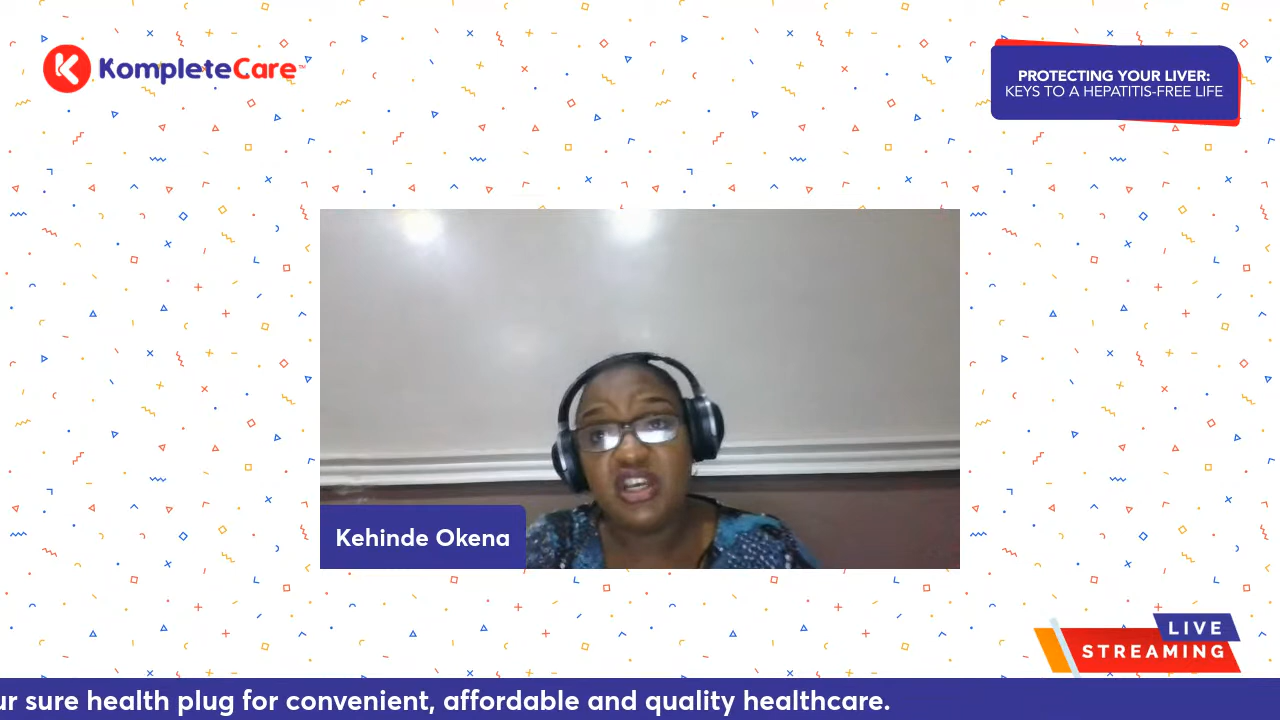 KompleteCare™
PROTECTING YOUR LIVER:
KEYS TO A HEPATITIS-FREE LIFE
Kehinde Okena
LIVE
STREAMING
sure health plug for convenient, affordable and quality healthcare.